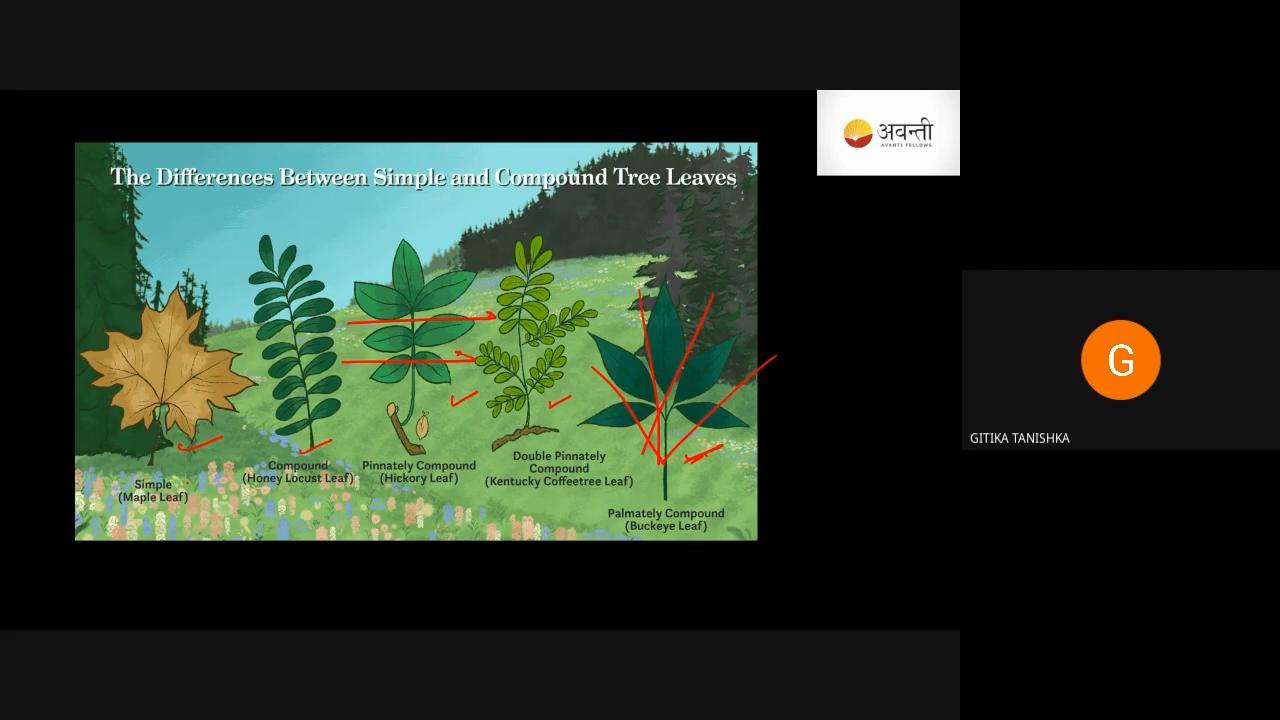 अवन्ती
AVANTI FELLOWS
The Differences Between Simple and Compound Tree Leaves
Simple
(Maple Leaf)
Compound
(Honey Locust Leaf)
Pinnately Compound
(Hickory Leaf)
Double Pinnately
Compound
(Kentucky Coffeetree Leaf)
Palmately Compound
(Buckeye Leaf)
G
GITIKA TANISHKA